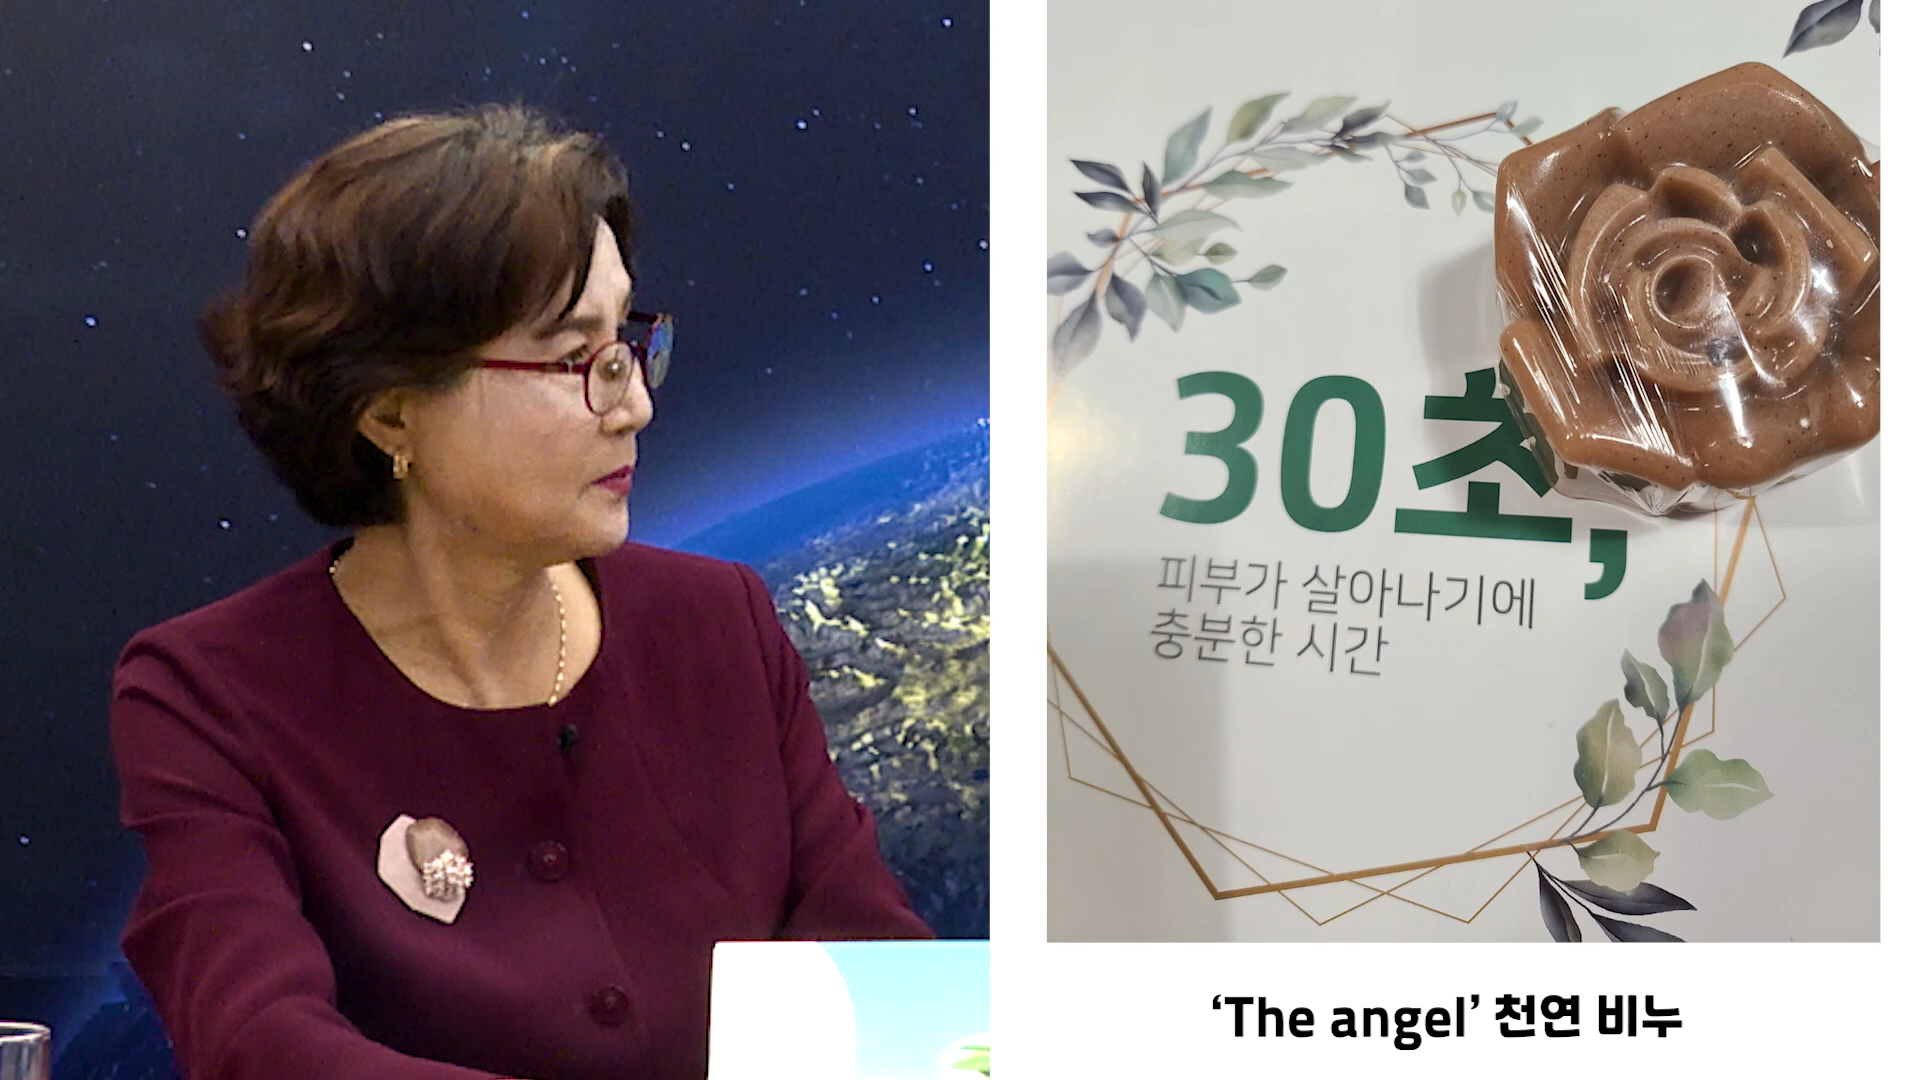 30초,
피부가 살아나기에
충분한 시간
‘The angel’ 천연 비누